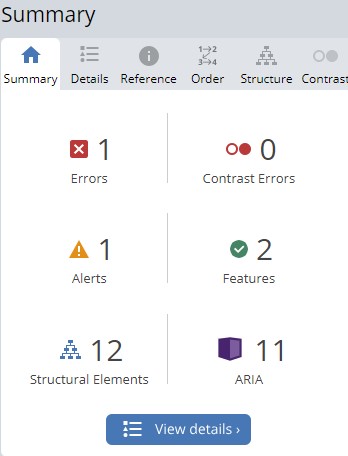 Summary
Summary Details Reference Order Structure Contrast
1 0
Errors Contrast Errors
1 2
Alerts Features
12 11
Structural Elements ARIA
View details ›